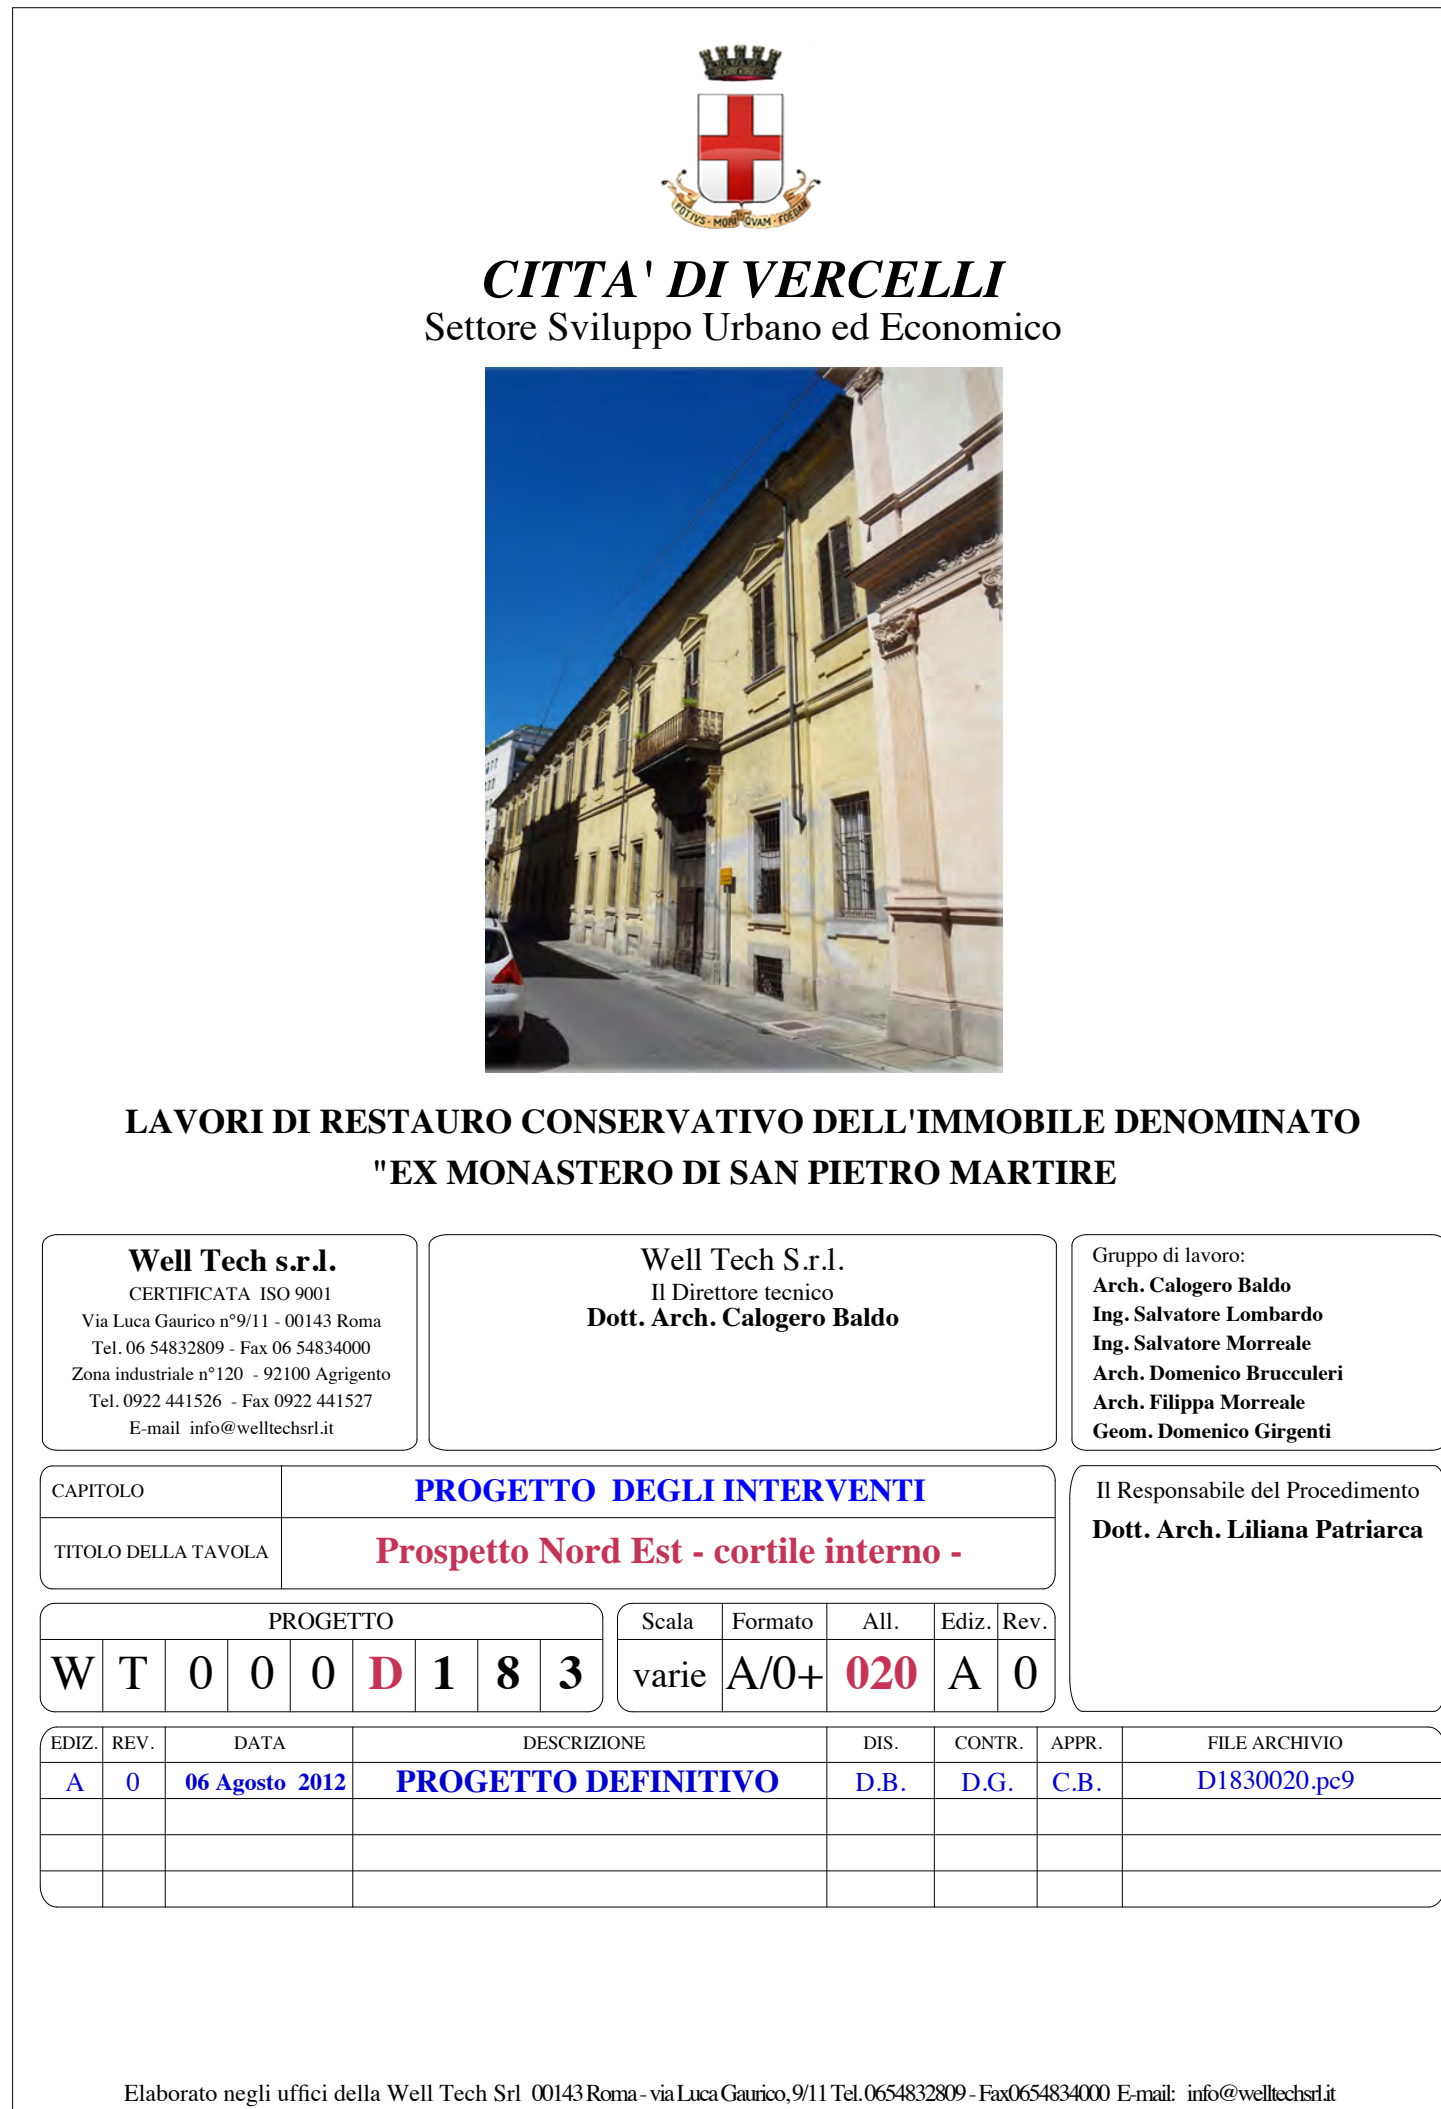 POTIVS - MORI QVAM - FOEDARI
CITTA' DI VERCELLI
Settore Sviluppo Urbano ed Economico
LAVORI DI RESTAURO CONSERVATIVO DELL'IMMOBILE DENOMINATO
"EX MONASTERO DI SAN PIETRO MARTIRE
Well Tech s.r.l.
CERTIFICATA ISO 9001
Via Luca Gaurico n°9/11 - 00143 Roma
Tel. 06 54832809 - Fax 06 54834000
Zona industriale n°120 - 92100 Agrigento
Tel. 0922 441526 - Fax 0922 441527
E-mail info@welltechsrl.it
Well Tech S.r.l.
Il Direttore tecnico
Dott. Arch. Calogero Baldo
Gruppo di lavoro:
Arch. Calogero Baldo
Ing. Salvatore Lombardo
Ing. Salvatore Morreale
Arch. Domenico Brucculeri
Arch. Filippa Morreale
Geom. Domenico Girgenti
CAPITOLO PROGETTO DEGLI INTERVENTI
TITOLO DELLA TAVOLA Prospetto Nord Est - cortile interno -
Il Responsabile del Procedimento
Dott. Arch. Liliana Patriarca
PROGETTO
W T 0 0 0 D 1 8 3
Scala Formato All. Ediz. Rev.
varie A/0+ 020 A 0
EDIZ. REV. DATA DESCRIZIONE DIS. CONTR. APPR. FILE ARCHIVIO
A 0 06 Agosto 2012 PROGETTO DEFINITIVO D.B. D.G. C.B. D1830020.pc9
Elaborato negli uffici della Well Tech Srl 00143 Roma - via Luca Gaurico, 9/11 Tel. 0654832809 - Fax0654834000 E-mail: info@welltechsrl.it